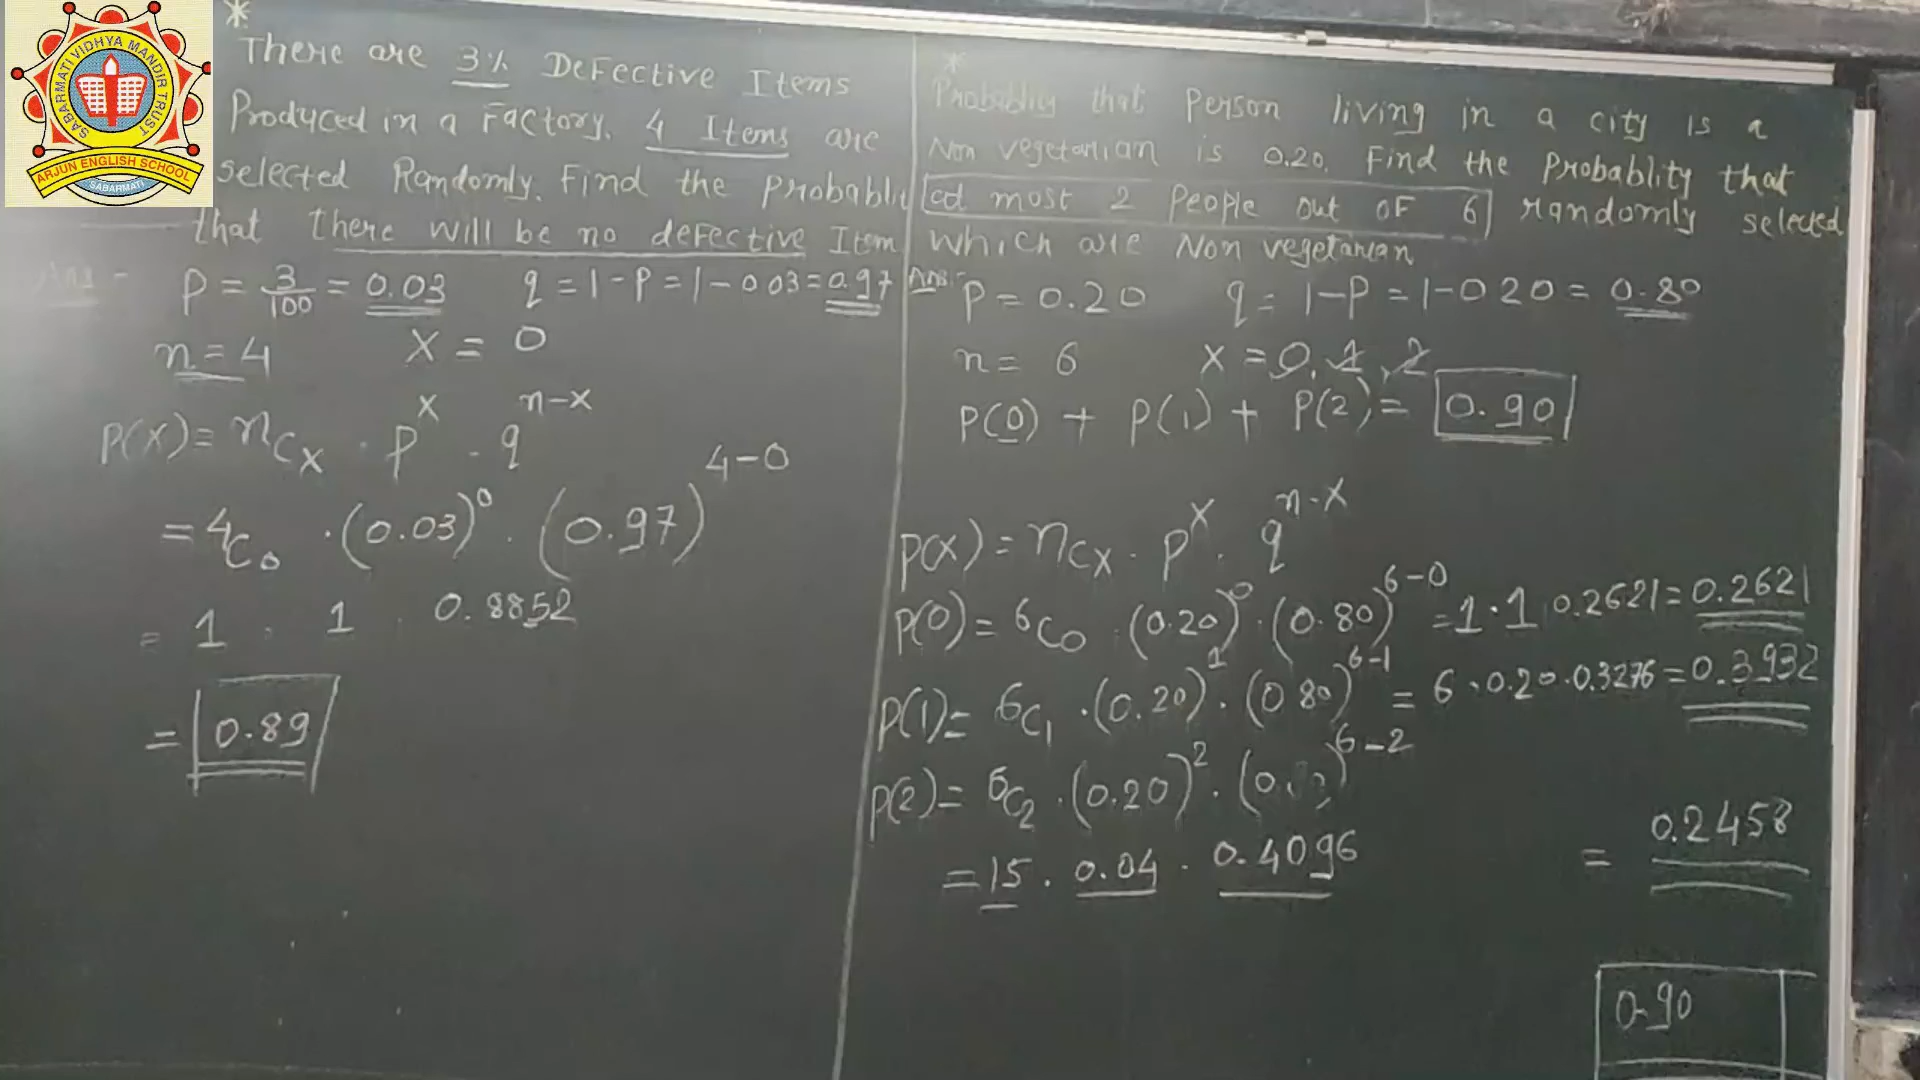 SABARMATI VIDHYA MANDIR TRUST
ARJUN ENGLISH SCHOOL
SABARMATI
* There are 3% Defective Items
Produced in a Factory. 4 Items are
selected Randomly. Find the Probabli
that there will be no defective Item
Ans :- P = 3/100 = 0.03 q = 1-P = 1-0.03 = 0.97
n = 4 X = 0
P(X) = nCx . P^X . q^n-x
= 4C0 . (0.03)^0 . (0.97)^4-0
= 1 . 1 . 0.8852
= 0.89
* Probablity that Person living in a city is a
Non vegetarian is 0.20. Find the Probablity that
at most 2 People out of 6 randomly selected
which are Non vegetarian
Ans:- P = 0.20 q = 1-P = 1-0.20 = 0.80
n = 6 X = 0, 1, 2
P(0) + P(1) + P(2) = 0.90
P(X) = nCx . P^X . q^n-x
P(0) = 6C0 . (0.20)^0 . (0.80)^6-0 = 1 . 1 0.2621 = 0.2621
P(1) = 6C1 . (0.20)^1 . (0.80)^6-1 = 6 . 0.20 . 0.3276 = 0.3932
P(2) = 6C2 . (0.20)^2 . (0. )^6-2
= 15 . 0.04 . 0.4096 = 0.2458
0.90